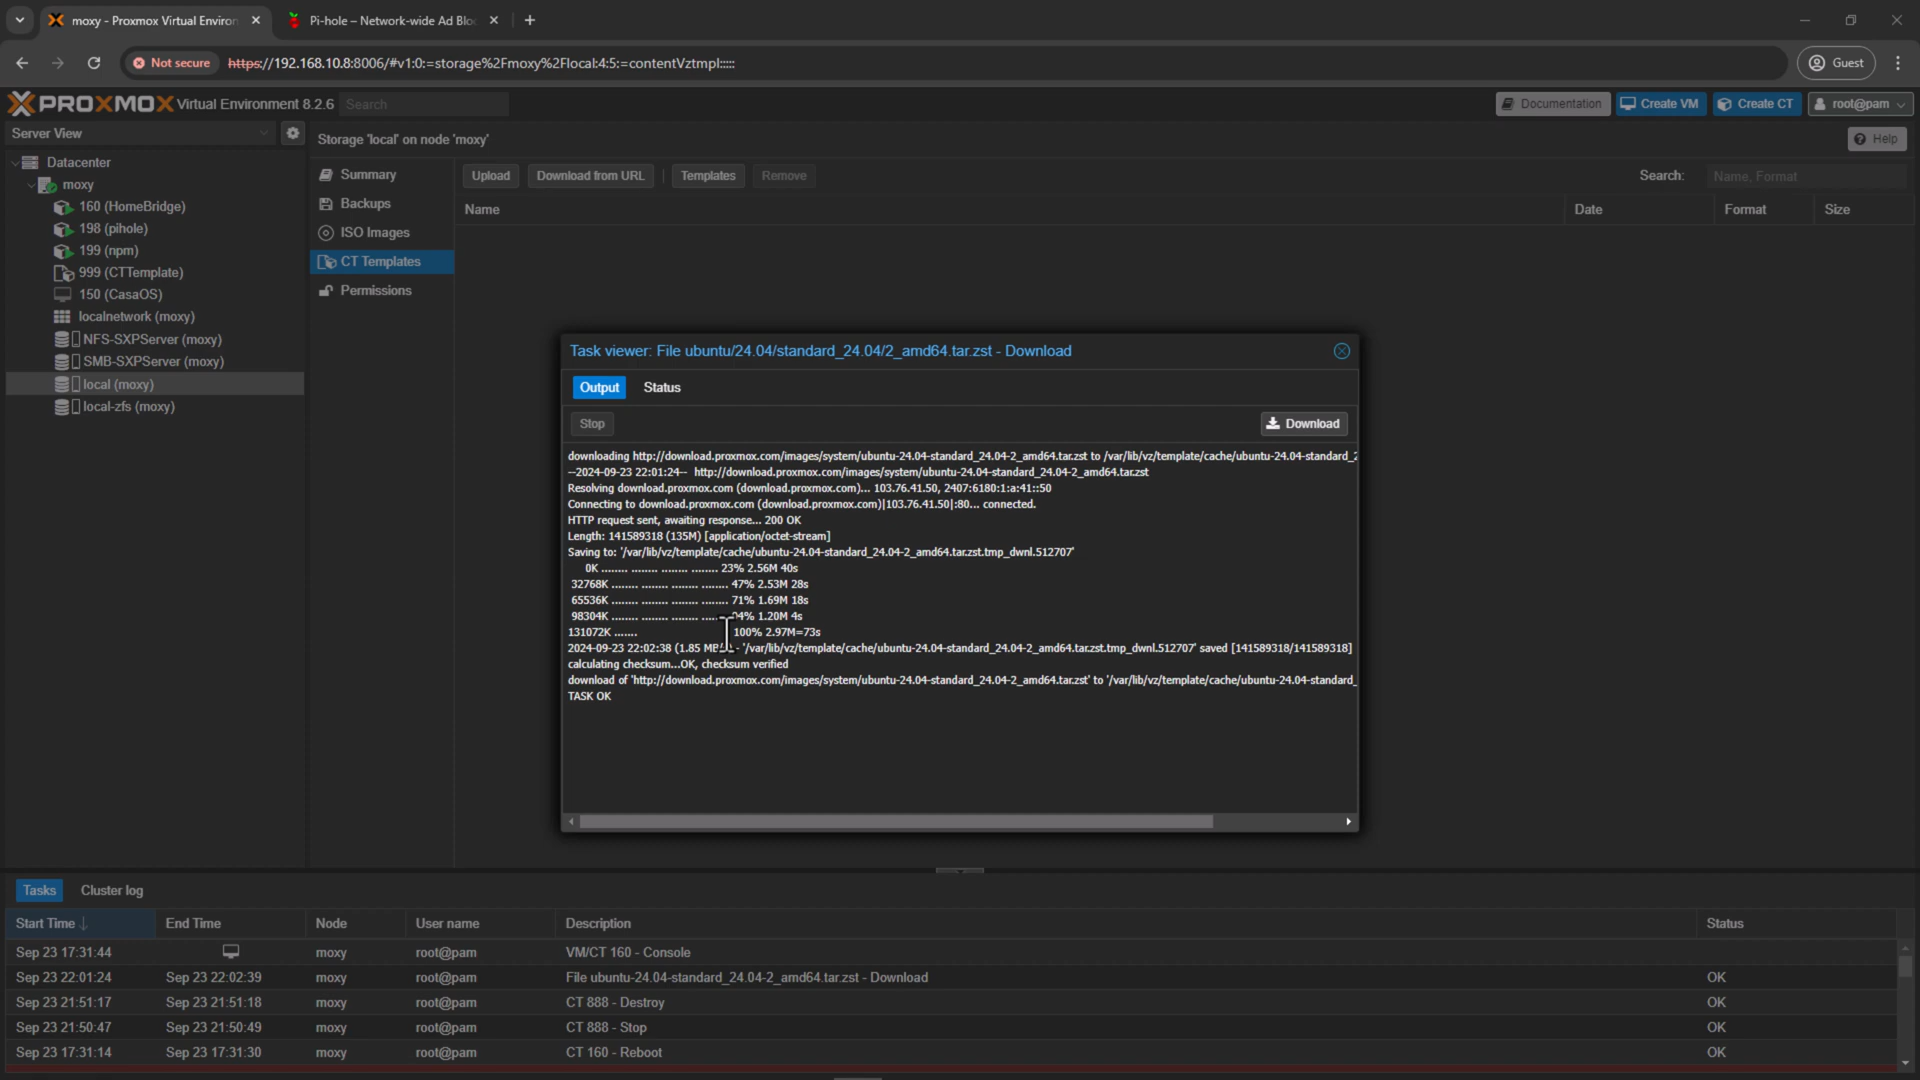 moxy - Proxmox Virtual Environ
Pi-hole – Network-wide Ad Blo
Not secure
https://192.168.10.8:8006/#v1:0:=storage%2Fmoxy%2Flocal:4:5:=contentVztmpl:::::
Guest
PROXMOX Virtual Environment 8.2.6
Search
Documentation
Create VM
Create CT
root@pam
Server View
Storage 'local' on node 'moxy'
Help
Datacenter
moxy
160 (HomeBridge)
198 (pihole)
199 (npm)
999 (CTTemplate)
150 (CasaOS)
localnetwork (moxy)
NFS-SXPServer (moxy)
SMB-SXPServer (moxy)
local (moxy)
local-zfs (moxy)
Summary
Backups
ISO Images
CT Templates
Permissions
Upload
Download from URL
Templates
Remove
Search:
Name, Format
Name
Date
Format
Size
Task viewer: File ubuntu/24.04/standard_24.04/2_amd64.tar.zst - Download
Output
Status
Stop
Download
downloading http://download.proxmox.com/images/system/ubuntu-24.04-standard_24.04-2_amd64.tar.zst to /var/lib/vz/template/cache/ubuntu-24.04-standard_2
--2024-09-23 22:01:24-- http://download.proxmox.com/images/system/ubuntu-24.04-standard_24.04-2_amd64.tar.zst
Resolving download.proxmox.com (download.proxmox.com)... 103.76.41.50, 2407:6180:1:a:41::50
Connecting to download.proxmox.com (download.proxmox.com)|103.76.41.50|:80... connected.
HTTP request sent, awaiting response... 200 OK
Length: 141589318 (135M) [application/octet-stream]
Saving to: '/var/lib/vz/template/cache/ubuntu-24.04-standard_24.04-2_amd64.tar.zst.tmp_dwnl.512707'
0K ........ ........ ........ ........ 23% 2.56M 40s
32768K ........ ........ ........ ........ 47% 2.53M 28s
65536K ........ ........ ........ ........ 71% 1.69M 18s
98304K ........ ........ ........ ........ 94% 1.20M 4s
131072K ...... 100% 2.97M=73s
2024-09-23 22:02:38 (1.85 MB - '/var/lib/vz/template/cache/ubuntu-24.04-standard_24.04-2_amd64.tar.zst.tmp_dwnl.512707' saved [141589318/141589318]
calculating checksum...OK, checksum verified
download of 'http://download.proxmox.com/images/system/ubuntu-24.04-standard_24.04-2_amd64.tar.zst' to '/var/lib/vz/template/cache/ubuntu-24.04-standard_
TASK OK
Tasks
Cluster log
Start Time
End Time
Node
User name
Description
Status
Sep 23 17:31:44 moxy root@pam VM/CT 160 - Console
Sep 23 22:01:24 Sep 23 22:02:39 moxy root@pam File ubuntu-24.04-standard_24.04-2_amd64.tar.zst - Download OK
Sep 23 21:51:17 Sep 23 21:51:18 moxy root@pam CT 888 - Destroy OK
Sep 23 21:50:47 Sep 23 21:50:49 moxy root@pam CT 888 - Stop OK
Sep 23 17:31:14 Sep 23 17:31:30 moxy root@pam CT 160 - Reboot OK